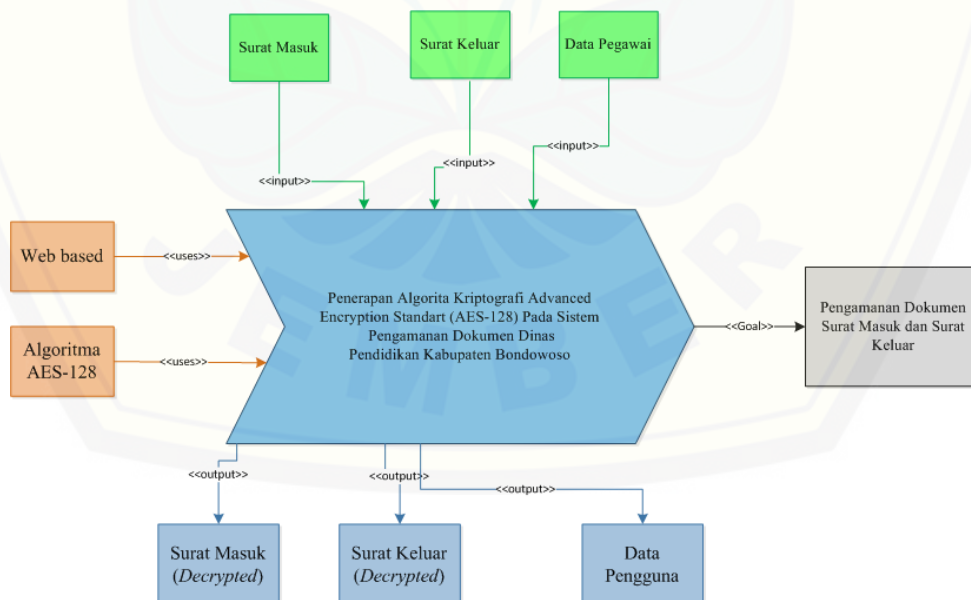 Surat Masuk
Surat Keluar
Data Pegawai
<<input>>
<<input>>
<<input>>
Web based
<<uses>>
Algoritma
AES-128
<<uses>>
Penerapan Algorita Kriptografi Advanced
Encryption Standart (AES-128) Pada Sistem
Pengamanan Dokumen Dinas
Pendidikan Kabupaten Bondowoso
<<Goal>>
Pengamanan Dokumen
Surat Masuk dan Surat
Keluar
<<output>>
<<output>>
<<output>>
Surat Masuk
(Decrypted)
Surat Keluar
(Decrypted)
Data
Pengguna
JEMBER